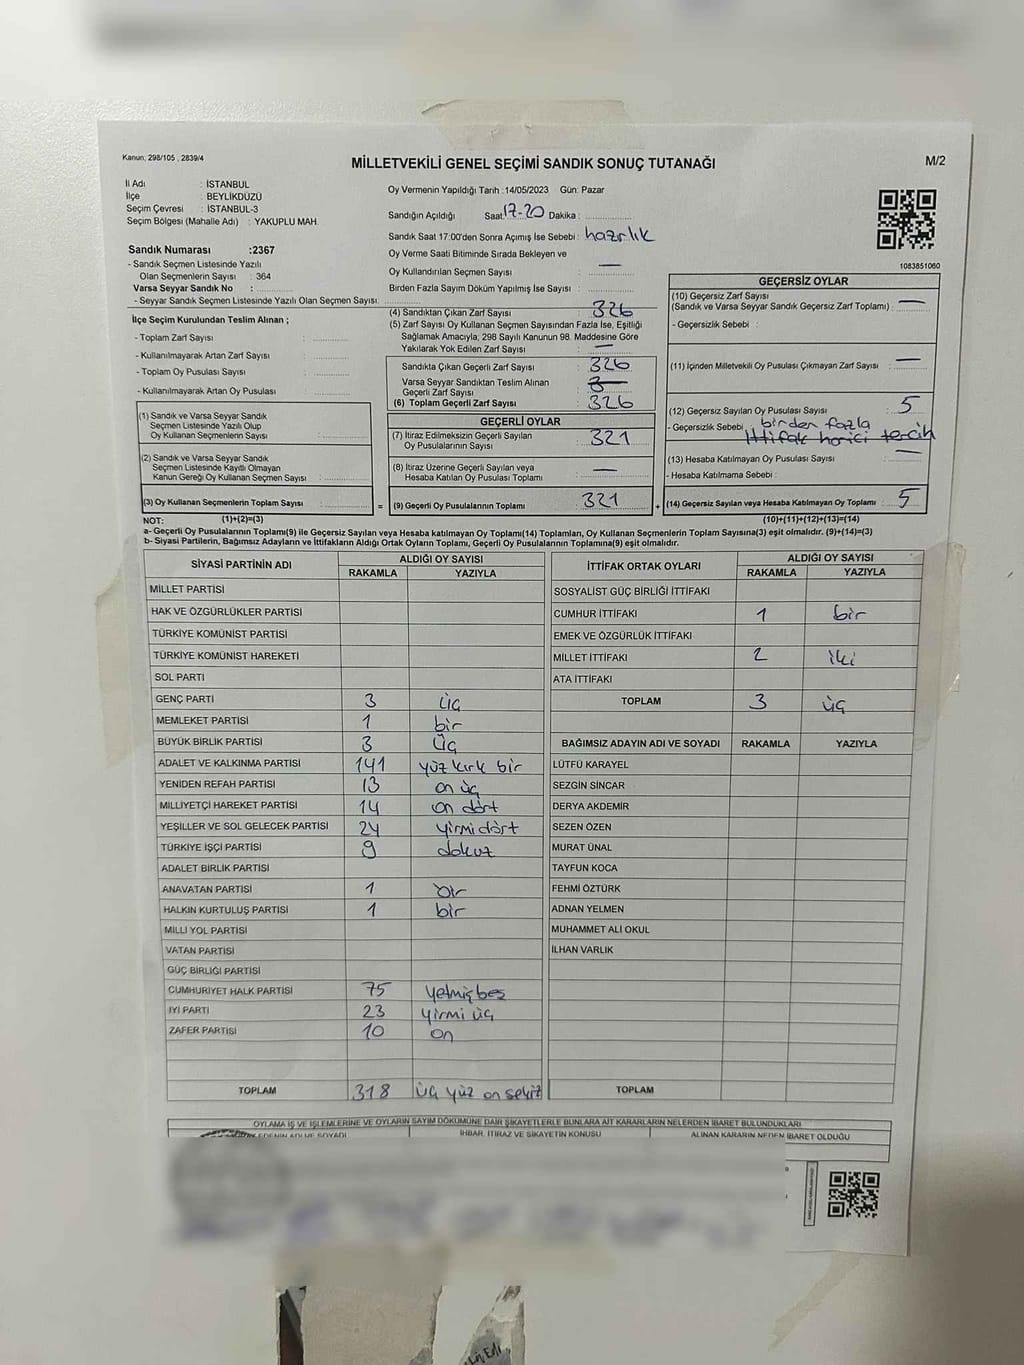 Kanun, 298/105 , 2839/4
MİLLETVEKİLİ GENEL SEÇİMİ SANDIK SONUÇ TUTANAĞI
M/2
İl Adı : İSTANBUL
İlçe : BEYLİKDÜZÜ
Seçim Çevresi : İSTANBUL-3
Seçim Bölgesi (Mahalle Adı) : YAKUPLU MAH.
Sandık Numarası :2367
- Sandık Seçmen Listesinde Yazılı
Olan Seçmenlerin Sayısı : 364
Varsa Seyyar Sandık No :
- Seyyar Sandık Seçmen Listesinde Yazılı Olan Seçmen Sayısı:
Oy Vermenin Yapıldığı Tarih :14/05/2023 Gün: Pazar
Sandığın Açıldığı Saat: 17-20 Dakika :
Sandık Saat 17:00'den Sonra Açımış İse Sebebi : hazırlık
Oy Verme Saati Bitiminde Sırada Bekleyen ve
Oy Kullandırılan Seçmen Sayısı : —
Birden Fazla Sayım Döküm Yapılmış İse Sayısı :
1083851060
İlçe Seçim Kurulundan Teslim Alınan ;
- Toplam Zarf Sayısı :
- Kullanılmayarak Artan Zarf Sayısı :
- Toplam Oy Pusulası Sayısı :
- Kullanılmayarak Artan Oy Pusulası :
(1) Sandık ve Varsa Seyyar Sandık
Seçmen Listesinde Yazılı Olup
Oy Kullanan Seçmenlerin Sayısı :
(2) Sandık ve Varsa Seyyar Sandık
Seçmen Listesinde Kayıtlı Olmayan
Kanun Gereği Oy Kullanan Seçmen Sayısı :
(3) Oy Kullanan Seçmenlerin Toplam Sayısı :
(4) Sandıktan Çıkan Zarf Sayısı : 326
(5) Zarf Sayısı Oy Kullanan Seçmen Sayısından Fazla İse, Eşitliği
Sağlamak Amacıyla, 298 Sayılı Kanunun 98. Maddesine Göre
Yakılarak Yok Edilen Zarf Sayısı : —
Sandıkta Çıkan Geçerli Zarf Sayısı : 326
Varsa Seyyar Sandıktan Teslim Alınan
Geçerli Zarf Sayısı :
(6) Toplam Geçerli Zarf Sayısı : 326
GEÇERLİ OYLAR
(7) İtiraz Edilmeksizin Geçerli Sayılan
Oy Pusulalarının Sayısı : 321
(8) İtiraz Üzerine Geçerli Sayılan veya
Hesaba Katılan Oy Pusulası Toplamı : —
= (9) Geçerli Oy Pusulalarının Toplamı : 321
GEÇERSİZ OYLAR
(10) Geçersiz Zarf Sayısı
(Sandık ve Varsa Seyyar Sandık Geçersiz Zarf Toplamı) : —
- Geçersizlik Sebebi :
(11) İçinden Milletvekili Oy Pusulası Çıkmayan Zarf Sayısı : —
(12) Geçersiz Sayılan Oy Pusulası Sayısı : 5
- Geçersizlik Sebebi : birden fazla
İttifak harici tercih
(13) Hesaba Katılmayan Oy Pusulası Sayısı : —
- Hesaba Katılmama Sebebi :
+ (14) Geçersiz Sayılan veya Hesaba Katılmayan Oy Toplamı : 5
NOT: (1)+(2)=(3) (10)+(11)+(12)+(13)=(14)
a- Geçerli Oy Pusulalarının Toplamı(9) ile Geçersiz Sayılan veya Hesaba katılmayan Oy Toplamı(14) Toplamları, Oy Kullanan Seçmenlerin Toplam Sayısına(3) eşit olmalıdır. (9)+(14)=(3)
b- Siyasi Partilerin, Bağımsız Adayların ve İttifakların Aldığı Ortak Oyların Toplamı, Geçerli Oy Pusulalarının Toplamına(9) eşit olmalıdır.
SİYASİ PARTİNİN ADI ALDIĞI OY SAYISI
RAKAMLA YAZIYLA
MİLLET PARTİSİ
HAK VE ÖZGÜRLÜKLER PARTİSİ
TÜRKİYE KOMÜNİST PARTİSİ
TÜRKİYE KOMÜNİST HAREKETİ
SOL PARTİ
GENÇ PARTİ 3 üç
MEMLEKET PARTİSİ 1 bir
BÜYÜK BİRLİK PARTİSİ 3 üç
ADALET VE KALKINMA PARTİSİ 141 yüz kırk bir
YENİDEN REFAH PARTİSİ 13 on üç
MİLLİYETÇİ HAREKET PARTİSİ 14 on dört
YEŞİLLER VE SOL GELECEK PARTİSİ 24 yirmi dört
TÜRKİYE İŞÇİ PARTİSİ 9 dokuz
ADALET BİRLİK PARTİSİ
ANAVATAN PARTİSİ 1 bir
HALKIN KURTULUŞ PARTİSİ 1 bir
MİLLİ YOL PARTİSİ
VATAN PARTİSİ
GÜÇ BİRLİĞİ PARTİSİ
CUMHURİYET HALK PARTİSİ 75 yetmiş beş
İYİ PARTİ 23 yirmi üç
ZAFER PARTİSİ 10 on
TOPLAM 318 üç yüz on sekiz
İTTİFAK ORTAK OYLARI ALDIĞI OY SAYISI
RAKAMLA YAZIYLA
SOSYALİST GÜÇ BİRLİĞİ İTTİFAKI
CUMHUR İTTİFAKI 1 bir
EMEK VE ÖZGÜRLÜK İTTİFAKI
MİLLET İTTİFAKI 2 iki
ATA İTTİFAKI
TOPLAM 3 üç
BAĞIMSIZ ADAYIN ADI VE SOYADI RAKAMLA YAZIYLA
LÜTFÜ KARAYEL
SEZGİN SİNCAR
DERYA AKDEMİR
SEZEN ÖZEN
MURAT ÜNAL
TAYFUN KOCA
FEHMİ ÖZTÜRK
ADNAN YELMEN
MUHAMMET ALİ OKUL
İLHAN VARLIK
TOPLAM
OYLAMA İŞ VE İŞLEMLERİNE VE OYLARIN SAYIM DÖKÜMÜNE DAİR ŞİKAYETLERLE BUNLARA AİT KARARLARIN NELERDEN İBARET BULUNDUKLARI
EDENİN ADI VE SOYADI İHBAR, İTİRAZ VE ŞİKAYETİN KONUSU ALINAN KARARIN NEDEN İBARET OLDUĞU